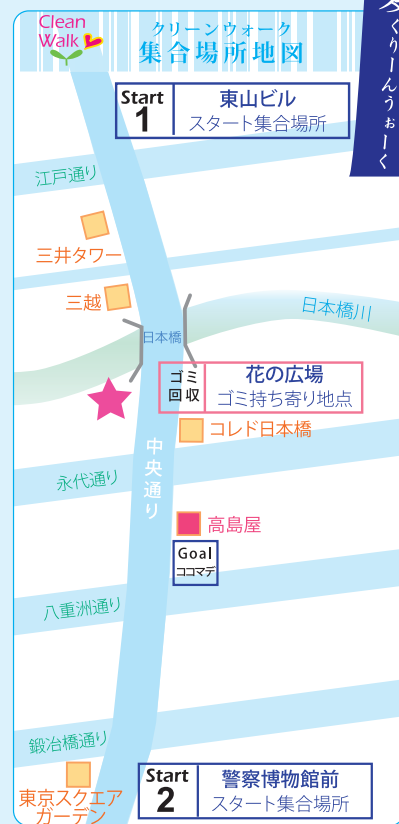 Clean
Walk
クリーンウォーク
集合場所地図
くりーんうぉーく
Start
1
東山ビル
スタート集合場所
江戸通り
三井タワー
三越
日本橋
日本橋川
ゴミ
回収
花の広場
ゴミ持ち寄り地点
コレド日本橋
中央通り
永代通り
高島屋
Goal
ココマデ
八重洲通り
鍛冶橋通り
東京スクエア
ガーデン
Start
2
警察博物館前
スタート集合場所